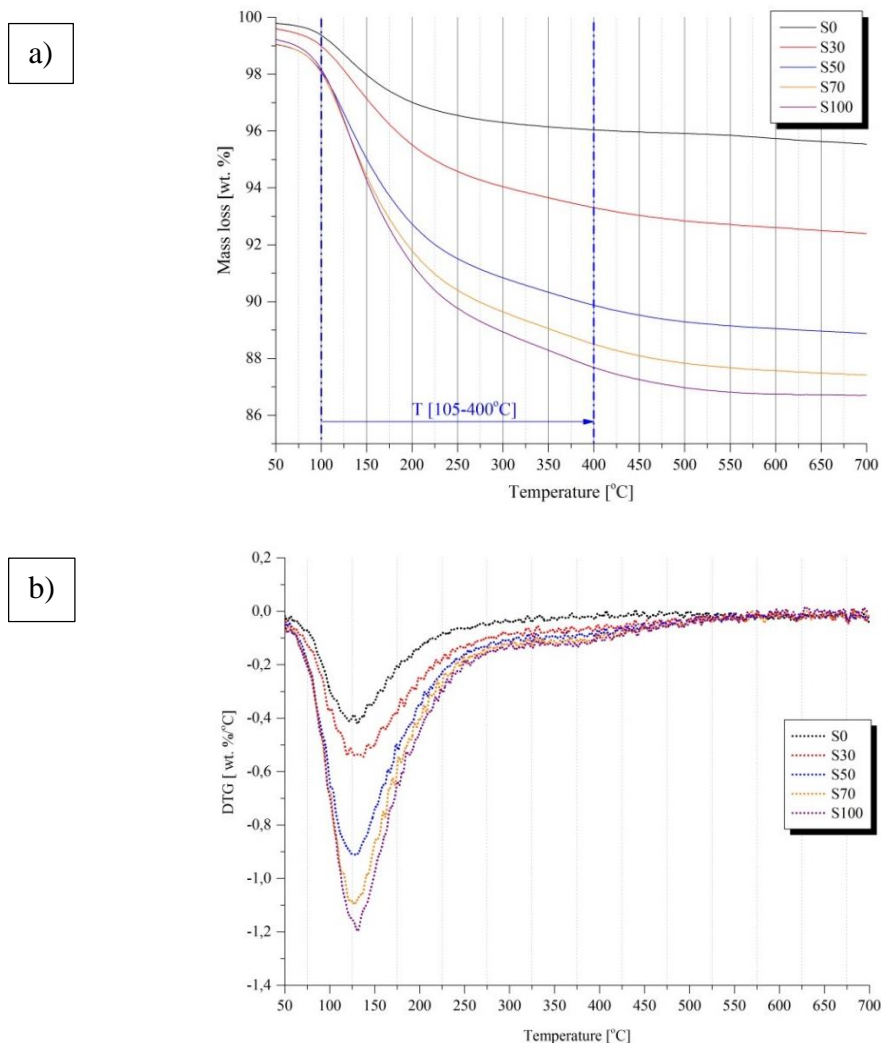 a)
Mass loss [wt. %]
100
98
96
94
92
90
88
86
S0
S30
S50
S70
S100
T [105-400°C]
50 100 150 200 250 300 350 400 450 500 550 600 650 700
Temperature [°C]
b)
DTG [ wt. %/°C]
0,2
0,0
-0,2
-0,4
-0,6
-0,8
-1,0
-1,2
-1,4
S0
S30
S50
S70
S100
50 100 150 200 250 300 350 400 450 500 550 600 650 700
Temperature [°C]